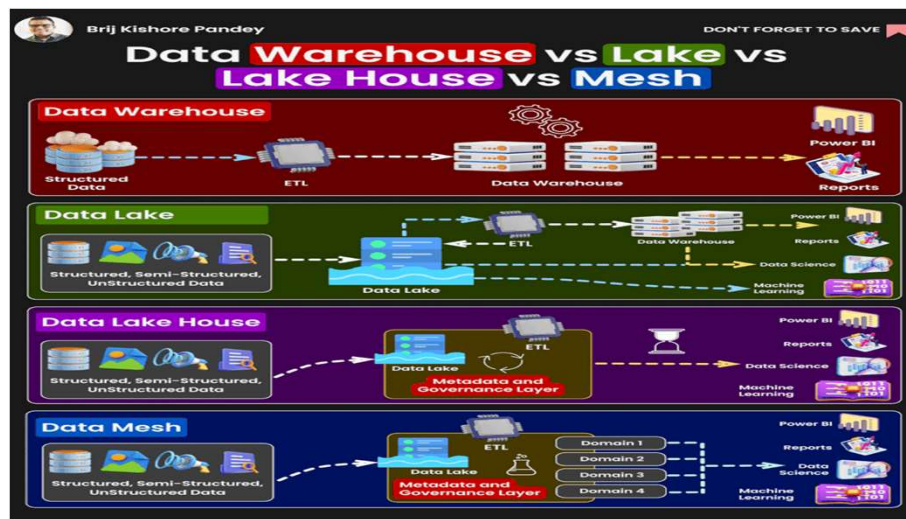 Brij Kishore Pandey
DON'T FORGET TO SAVE
Data Warehouse vs Lake vs
Lake House vs Mesh
Data Warehouse
Structured
Data
ETL
Data Warehouse
Power BI
Reports
Data Lake
Structured, Semi-Structured,
UnStructured Data
Data Lake
ETL
Data Warehouse
Power BI
Reports
Data Science
Machine
Learning
Data Lake House
Structured, Semi-Structured,
UnStructured Data
Data Lake
ETL
Metadata and
Governance Layer
Power BI
Reports
Data Science
Machine
Learning
Data Mesh
Structured, Semi-Structured,
UnStructured Data
Data Lake
ETL
Metadata and
Governance Layer
Domain 1
Domain 2
Domain 3
Domain 4
Power BI
Reports
Data
Science
Machine
Learning